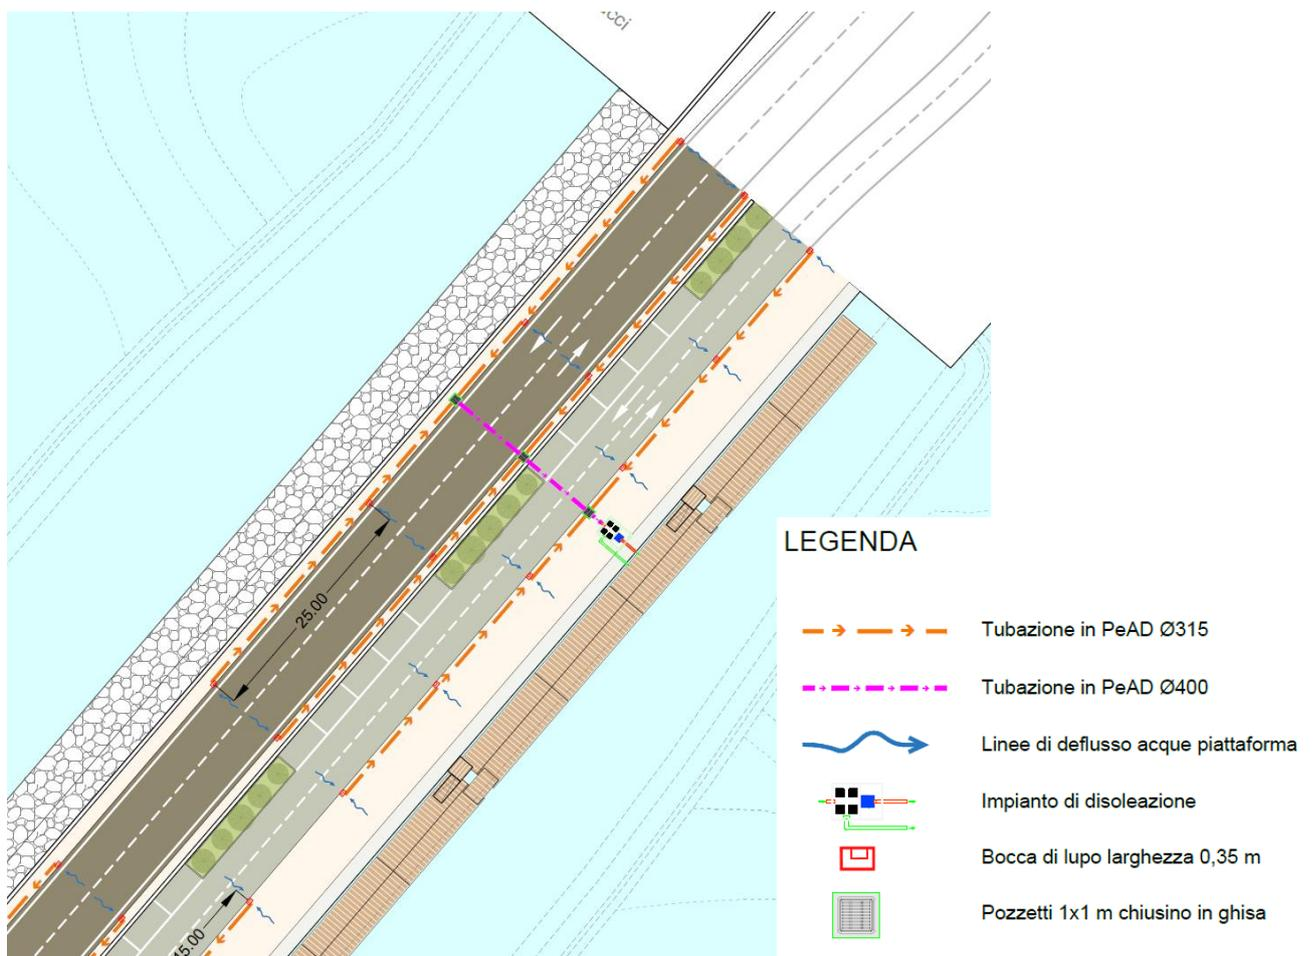 25.00
LEGENDA
Tubazione in PeAD Ø315
Tubazione in PeAD Ø400
Linee di deflusso acque piattaforma
Impianto di disoleazione
Bocca di lupo larghezza 0,35 m
Pozzetti 1x1 m chiusino in ghisa